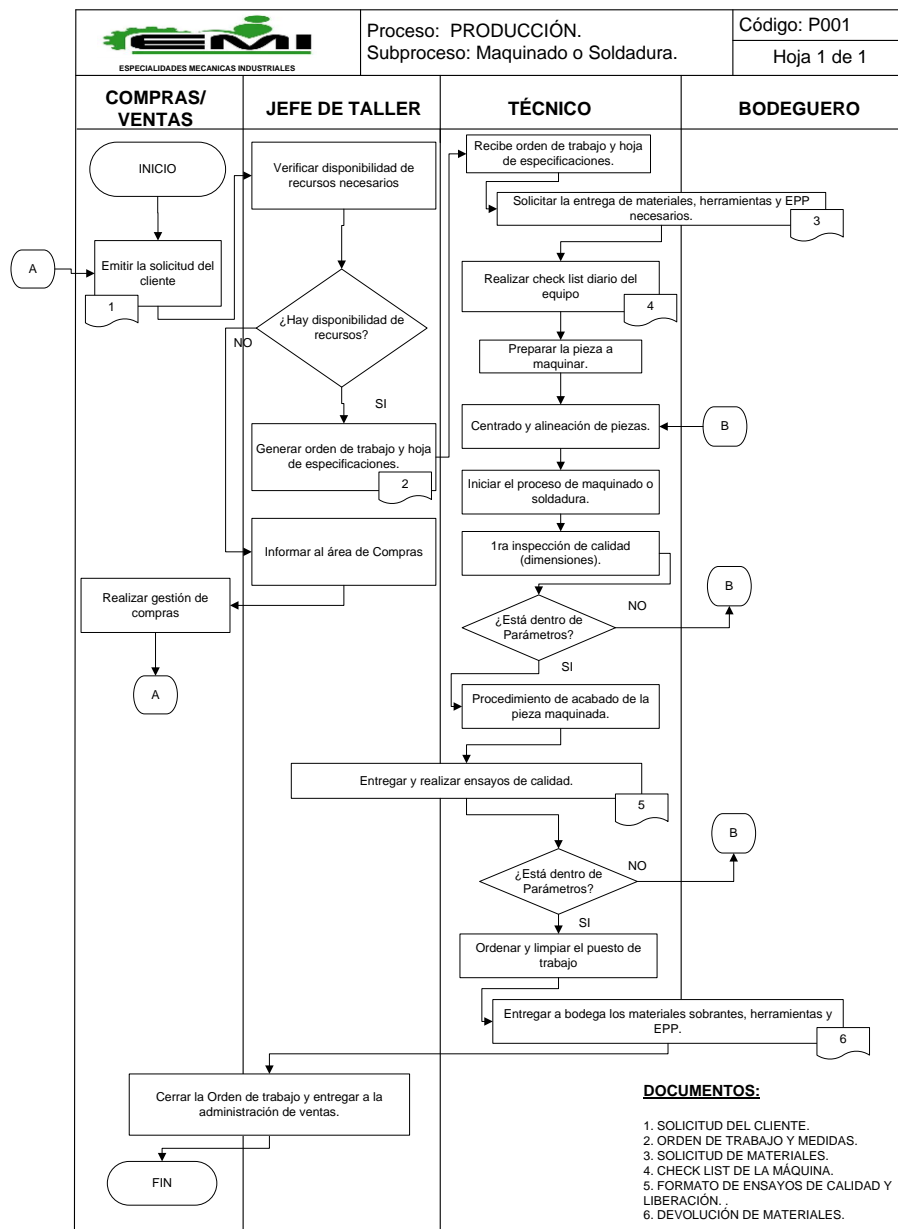 EMI
ESPECIALIDADES MECANICAS INDUSTRIALES
Proceso: PRODUCCIÓN.
Subproceso: Maquinado o Soldadura.
Código: P001
Hoja 1 de 1
COMPRAS/
VENTAS
JEFE DE TALLER
TÉCNICO
BODEGUERO
INICIO
Verificar disponibilidad de
recursos necesarios
Recibe orden de trabajo y hoja
de especificaciones.
Solicitar la entrega de materiales, herramientas y EPP
necesarios.
3
A
Emitir la solicitud del
cliente
1
Realizar check list diario del
equipo
4
¿Hay disponibilidad de
recursos?
NO
SI
Preparar la pieza a
maquinar.
Centrado y alineación de piezas.
B
Generar orden de trabajo y hoja
de especificaciones.
2
Iniciar el proceso de maquinado o
soldadura.
Informar al área de Compras
1ra inspección de calidad
(dimensiones).
Realizar gestión de
compras
A
¿Está dentro de
Parámetros?
NO
B
SI
Procedimiento de acabado de la
pieza maquinada.
Entregar y realizar ensayos de calidad.
5
¿Está dentro de
Parámetros?
NO
B
SI
Ordenar y limpiar el puesto de
trabajo
Entregar a bodega los materiales sobrantes, herramientas y
EPP.
6
Cerrar la Orden de trabajo y entregar a la
administración de ventas.
FIN
DOCUMENTOS:
1. SOLICITUD DEL CLIENTE.
2. ORDEN DE TRABAJO Y MEDIDAS.
3. SOLICITUD DE MATERIALES.
4. CHECK LIST DE LA MÁQUINA.
5. FORMATO DE ENSAYOS DE CALIDAD Y
LIBERACIÓN. .
6. DEVOLUCIÓN DE MATERIALES.